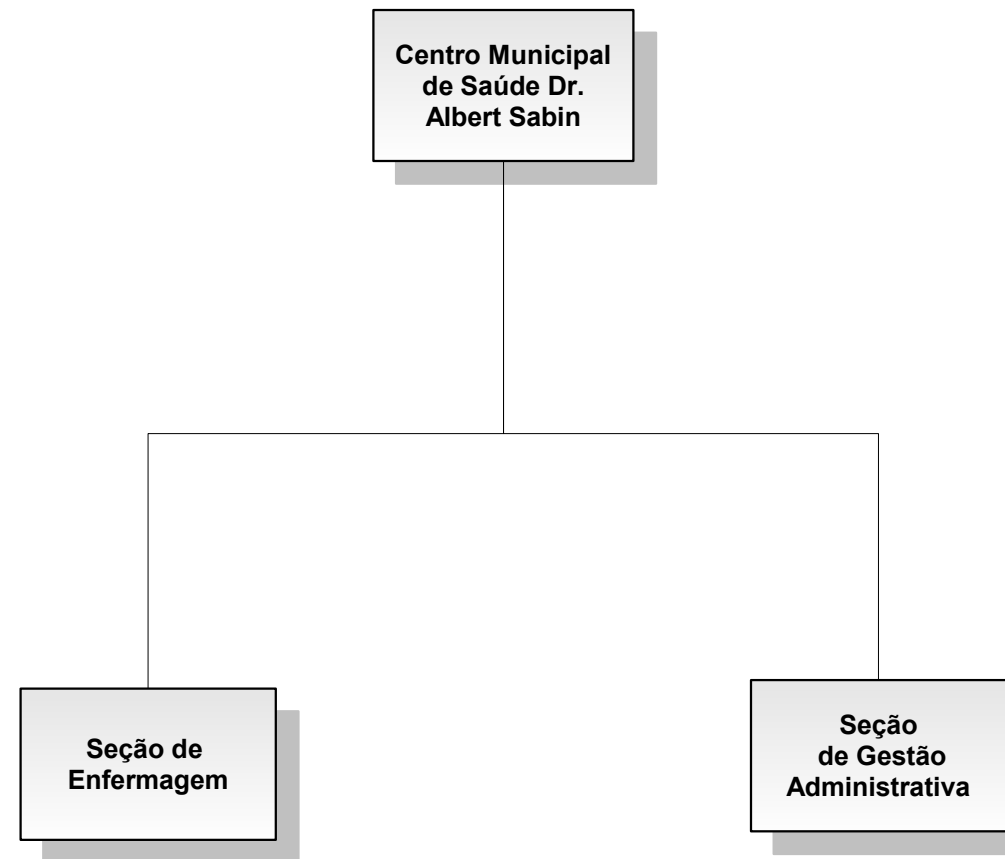 Centro Municipal
de Saúde Dr.
Albert Sabin
Seção de
Enfermagem
Seção
de Gestão
Administrativa